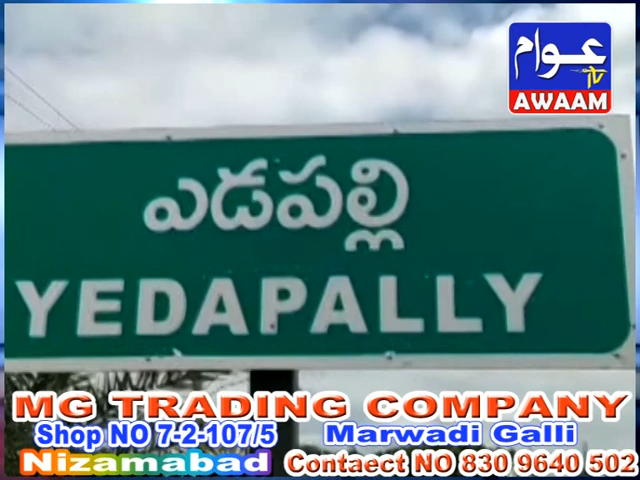 عوام
TV
AWAAM
ఎడపల్లి
YEDAPALLY
MG TRADING COMPANY
Shop NO 7-2-107/5 Marwadi Galli
Nizamabad Contaect NO 830 9640 502